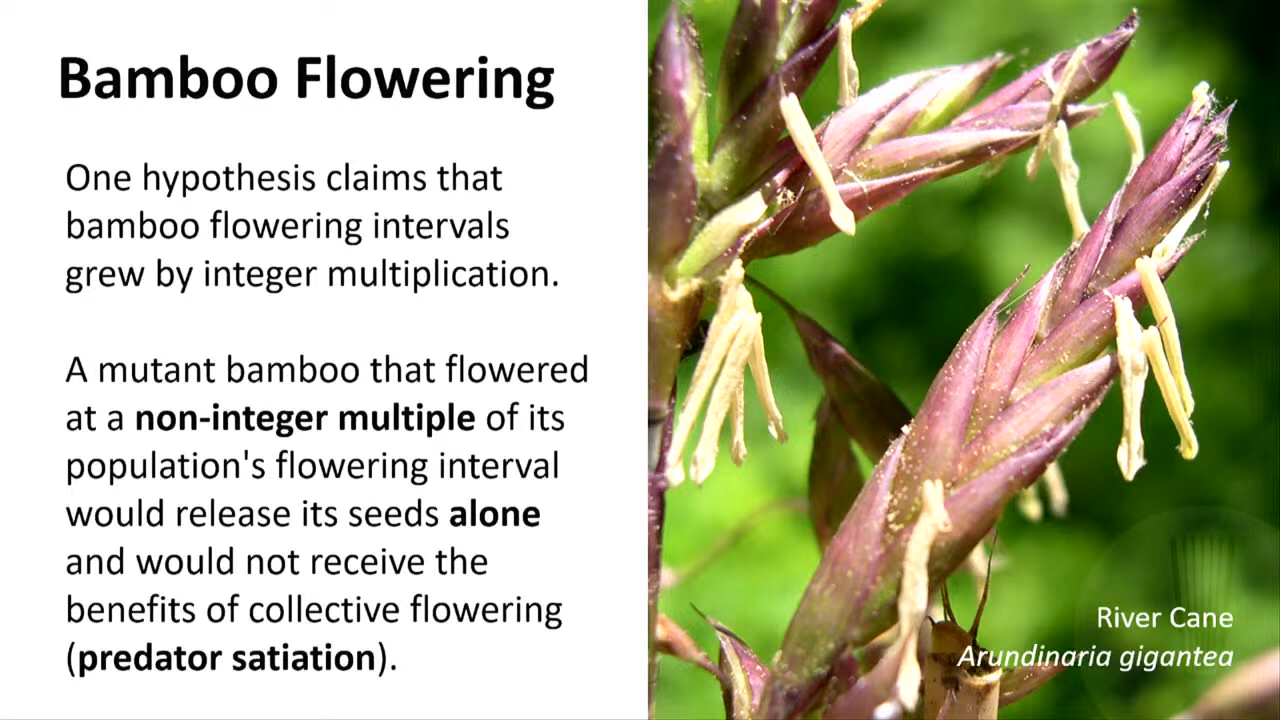 Bamboo Flowering
One hypothesis claims that
bamboo flowering intervals
grew by integer multiplication.
A mutant bamboo that flowered
at a non-integer multiple of its
population's flowering interval
would release its seeds alone
and would not receive the
benefits of collective flowering
(predator satiation).
River Cane
Arundinaria gigantea